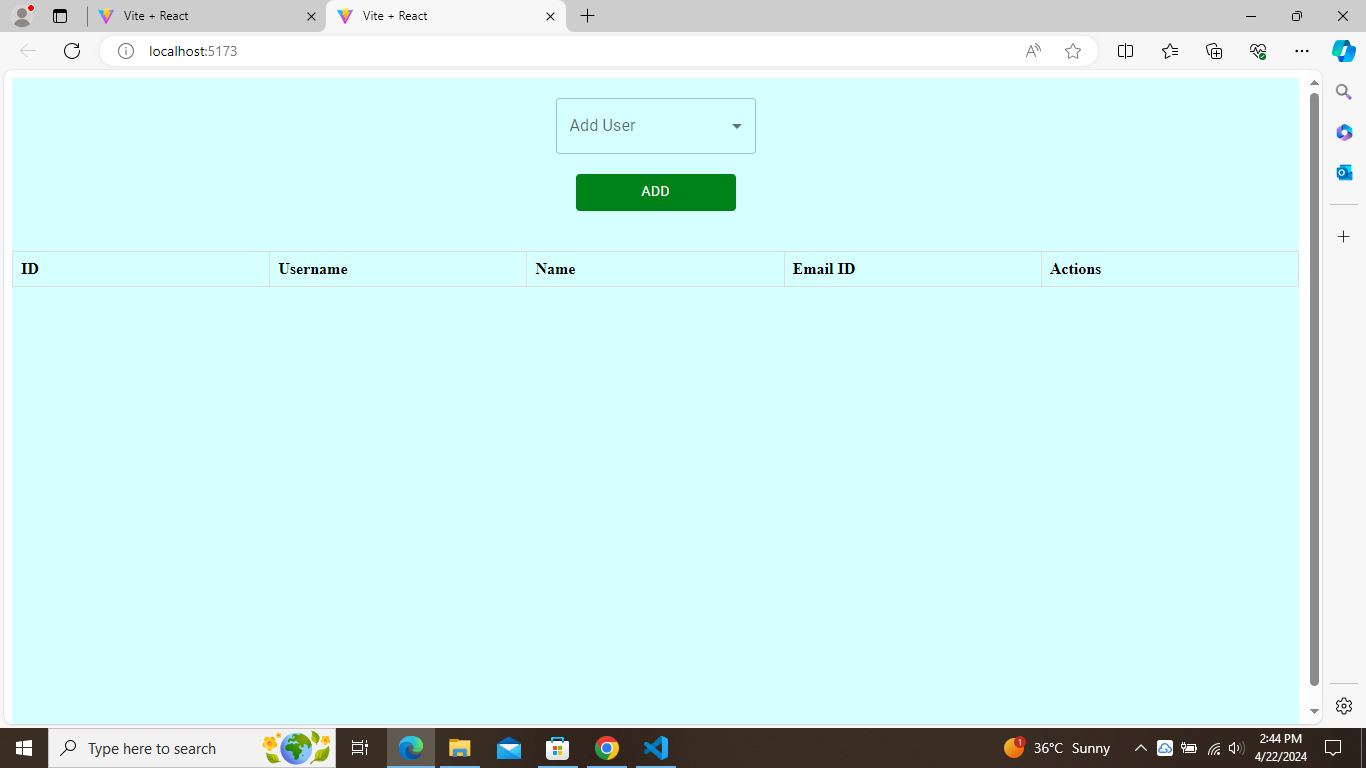 Vite + React
Vite + React
localhost:5173
Add User
ADD
ID Username Name Email ID Actions
Type here to search
1
36°C Sunny
2:44 PM
4/22/2024